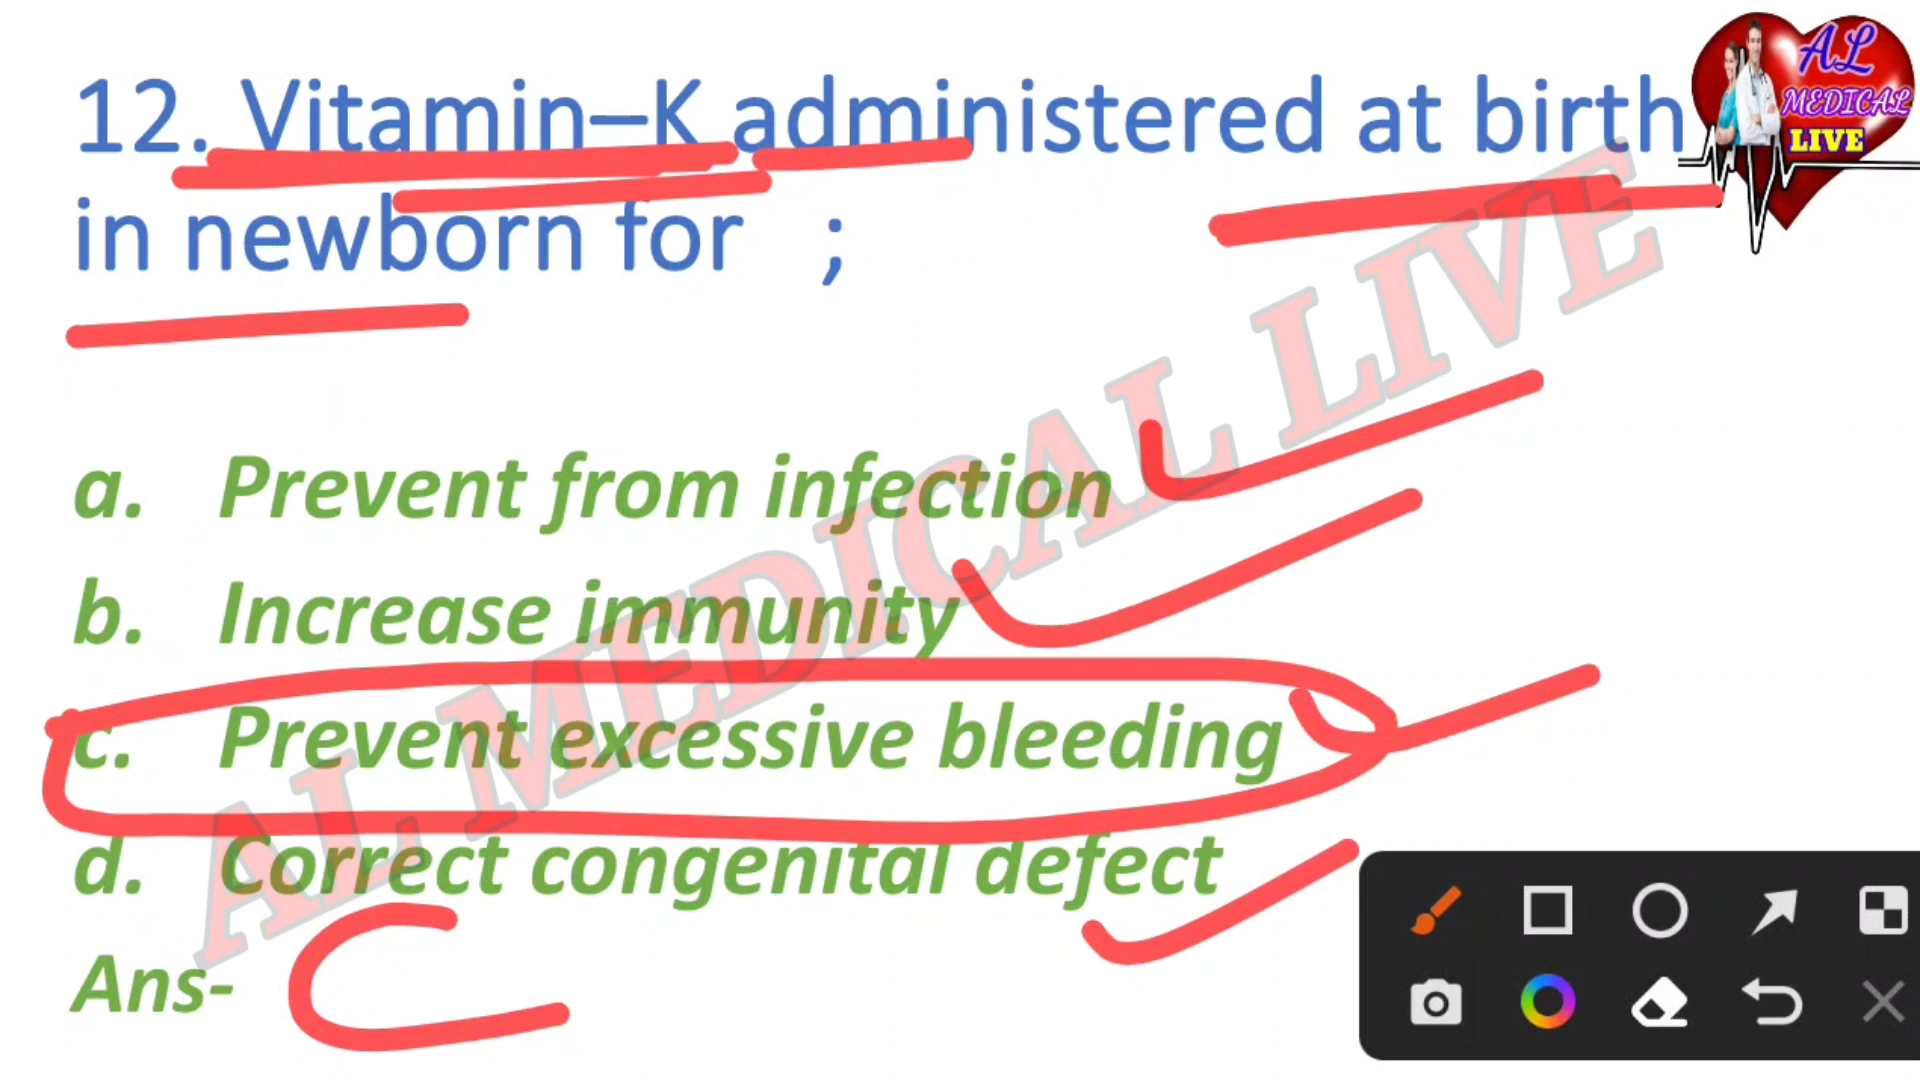 12. Vitamin–K administered at birth
in newborn for ;
a. Prevent from infection
b. Increase immunity
c. Prevent excessive bleeding
d. Correct congenital defect
Ans- C
AL MEDICAL LIVE
AL
MEDICAL
LIVE